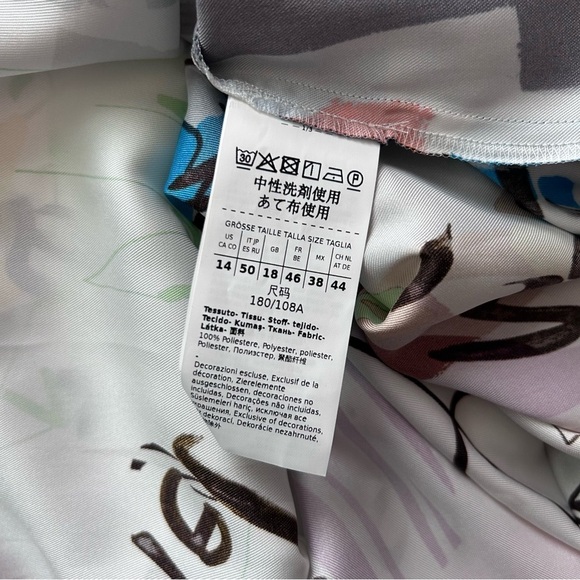 1/3
30 P
中性洗剤使用
あて布使用
GRÖSSE TAILLE TALLA SIZE TAGLIA
US CA CO IT JP ES RU GB FR BE MX CH NL AT DE
14 50 18 46 38 44
尺码
180/108A
Tessuto- Tissu- Stoff- tejido-
Tecido- Kumaş- Ткань- Fabric-
Látka- 面料
100% Poliestere, Polyester, poliester,
Poliester, Полиэстер, 聚酯纤维
-
Decorazioni escluse, Exclusif de la
décoration, Zierelemente
ausgeschlossen, decoraciones no
incluidas, Decorações não incluídas,
Süslemeleri hariç, исключая все
украшения, Exclusive of decorations,
dekorací, Dekorácie nezahrnuté,